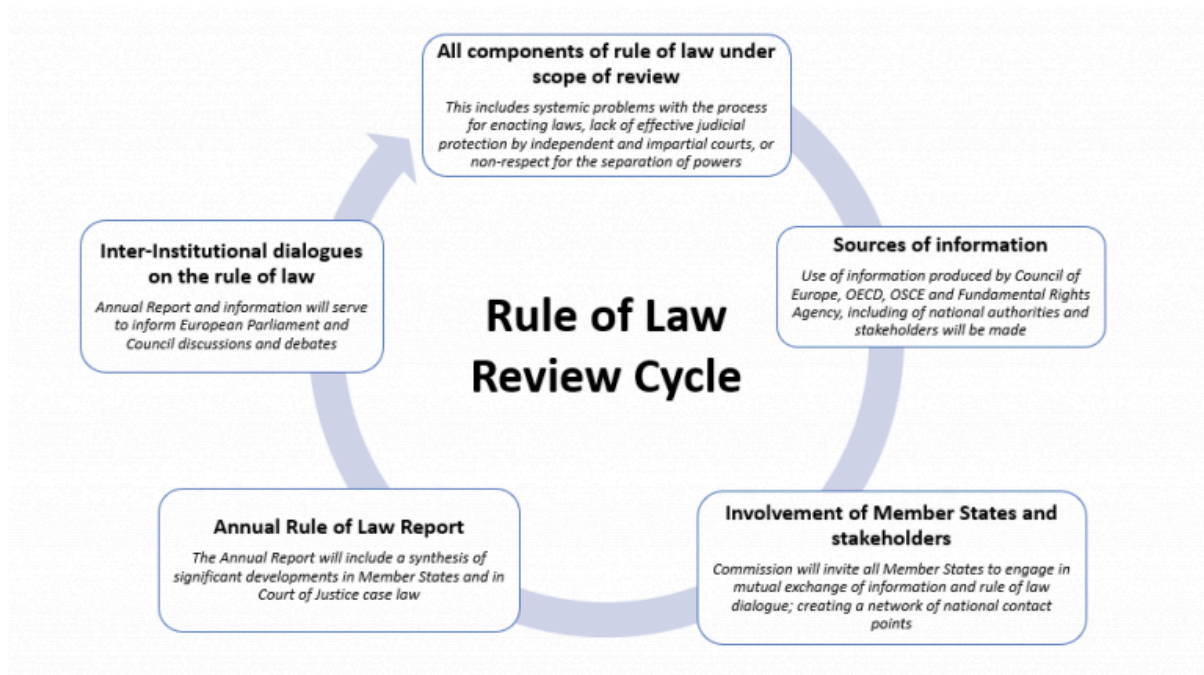 All components of rule of law under
scope of review
This includes systemic problems with the process
for enacting laws, lack of effective judicial
protection by independent and impartial courts, or
non-respect for the separation of powers
Sources of information
Use of information produced by Council of
Europe, OECD, OSCE and Fundamental Rights
Agency, including of national authorities and
stakeholders will be made
Involvement of Member States and
stakeholders
Commission will invite all Member States to engage in
mutual exchange of information and rule of law
dialogue; creating a network of national contact
points
Annual Rule of Law Report
The Annual Report will include a synthesis of
significant developments in Member States and in
Court of Justice case law
Inter-Institutional dialogues
on the rule of law
Annual Report and information will serve
to inform European Parliament and
Council discussions and debates
Rule of Law
Review Cycle